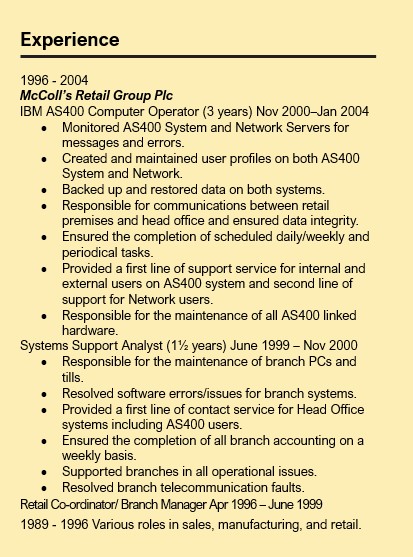 Experience
1996 - 2004
McColl's Retail Group Plc
IBM AS400 Computer Operator (3 years) Nov 2000–Jan 2004
• Monitored AS400 System and Network Servers for
messages and errors.
• Created and maintained user profiles on both AS400
System and Network.
• Backed up and restored data on both systems.
• Responsible for communications between retail
premises and head office and ensured data integrity.
• Ensured the completion of scheduled daily/weekly and
periodical tasks.
• Provided a first line of support service for internal and
external users on AS400 system and second line of
support for Network users.
• Responsible for the maintenance of all AS400 linked
hardware.
Systems Support Analyst (1½ years) June 1999 – Nov 2000
• Responsible for the maintenance of branch PCs and
tills.
• Resolved software errors/issues for branch systems.
• Provided a first line of contact service for Head Office
systems including AS400 users.
• Ensured the completion of all branch accounting on a
weekly basis.
• Supported branches in all operational issues.
• Resolved branch telecommunication faults.
Retail Co-ordinator/ Branch Manager Apr 1996 – June 1999
1989 - 1996 Various roles in sales, manufacturing, and retail.